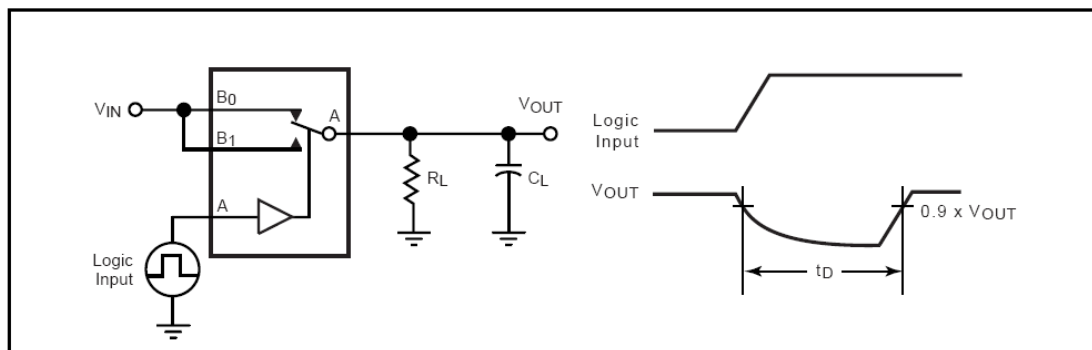 VIN
B0
B1
A
A
VOUT
RL
CL
Logic
Input
Logic
Input
VOUT
0.9 x VOUT
tD